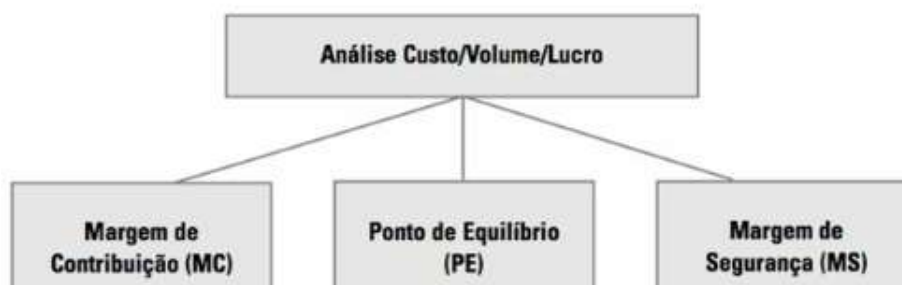 Análise Custo/Volume/Lucro
Margem de
Contribuição (MC)
Ponto de Equilíbrio
(PE)
Margem de
Segurança (MS)